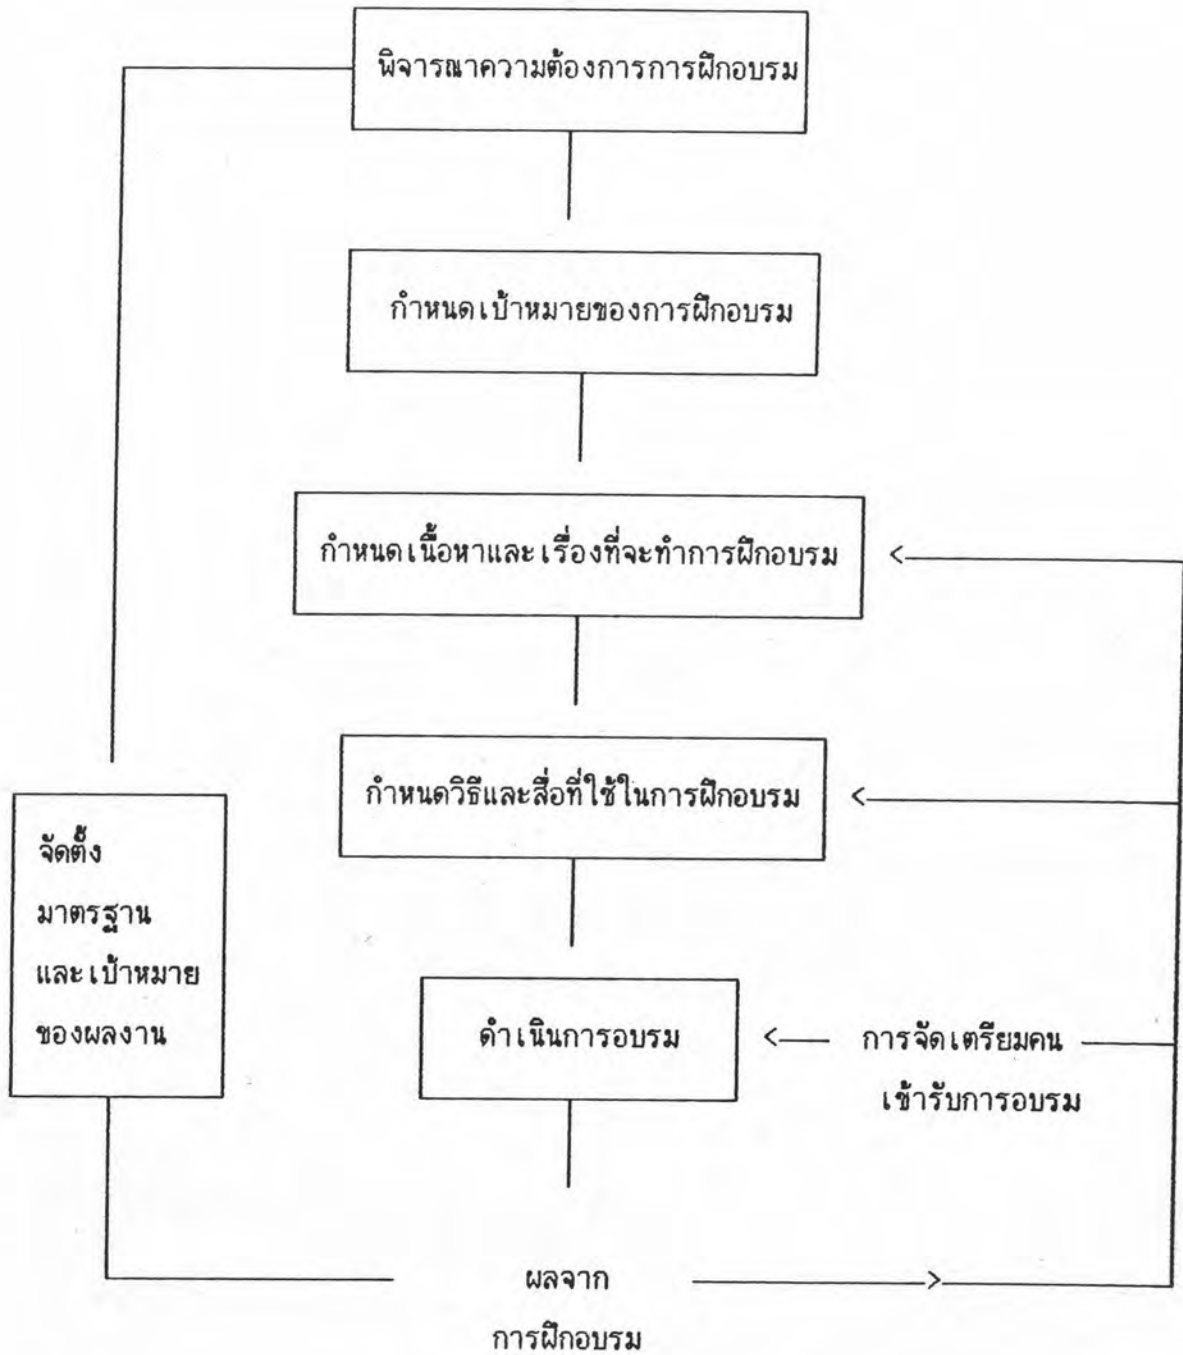 พิจารณาความต้องการการฝึกอบรม
กำหนดเป้าหมายของการฝึกอบรม
กำหนดเนื้อหาและเรื่องที่จะทำการฝึกอบรม
กำหนดวิธีและสื่อที่ใช้ในการฝึกอบรม
จัดตั้ง
มาตรฐาน
และเป้าหมาย
ของผลงาน
ดำเนินการอบรม
การจัดเตรียมคน
เข้ารับการอบรม
ผลจาก
การฝึกอบรม